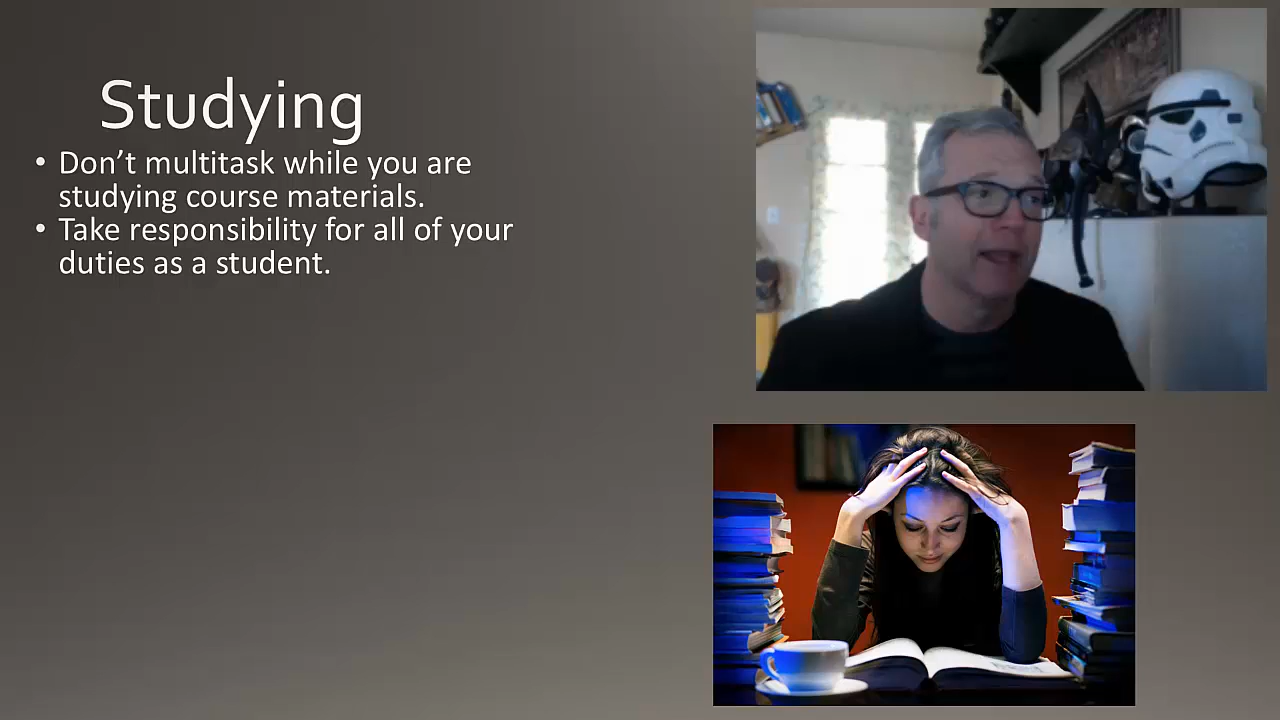 Studying
• Don’t multitask while you are
studying course materials.
• Take responsibility for all of your
duties as a student.